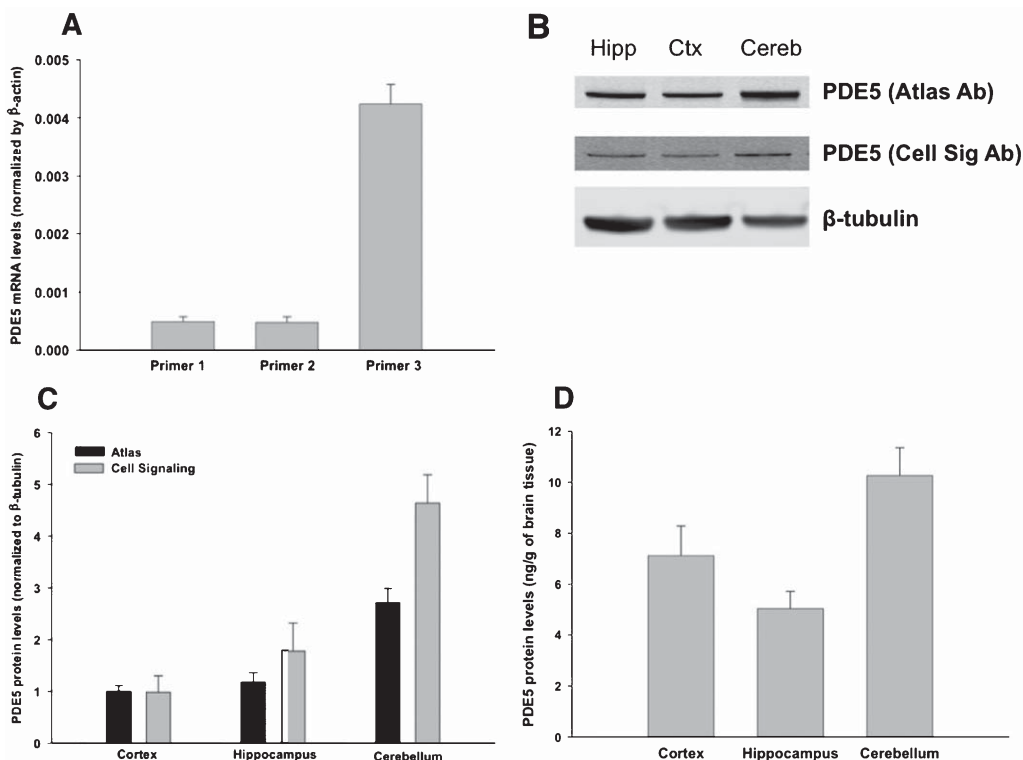 A
PDE5 mRNA levels (normalized by β-actin)
0.005
0.004
0.003
0.002
0.001
0.000
Primer 1 Primer 2 Primer 3
B
Hipp Ctx Cereb
PDE5 (Atlas Ab)
PDE5 (Cell Sig Ab)
β-tubulin
C
PDE5 protein levels (normalized to β-tubulin)
6
5
4
3
2
1
0
Atlas
Cell Signaling
Cortex Hippocampus Cerebellum
D
PDE5 protein levels (ng/g of brain tissue)
12
10
8
6
4
2
0
Cortex Hippocampus Cerebellum